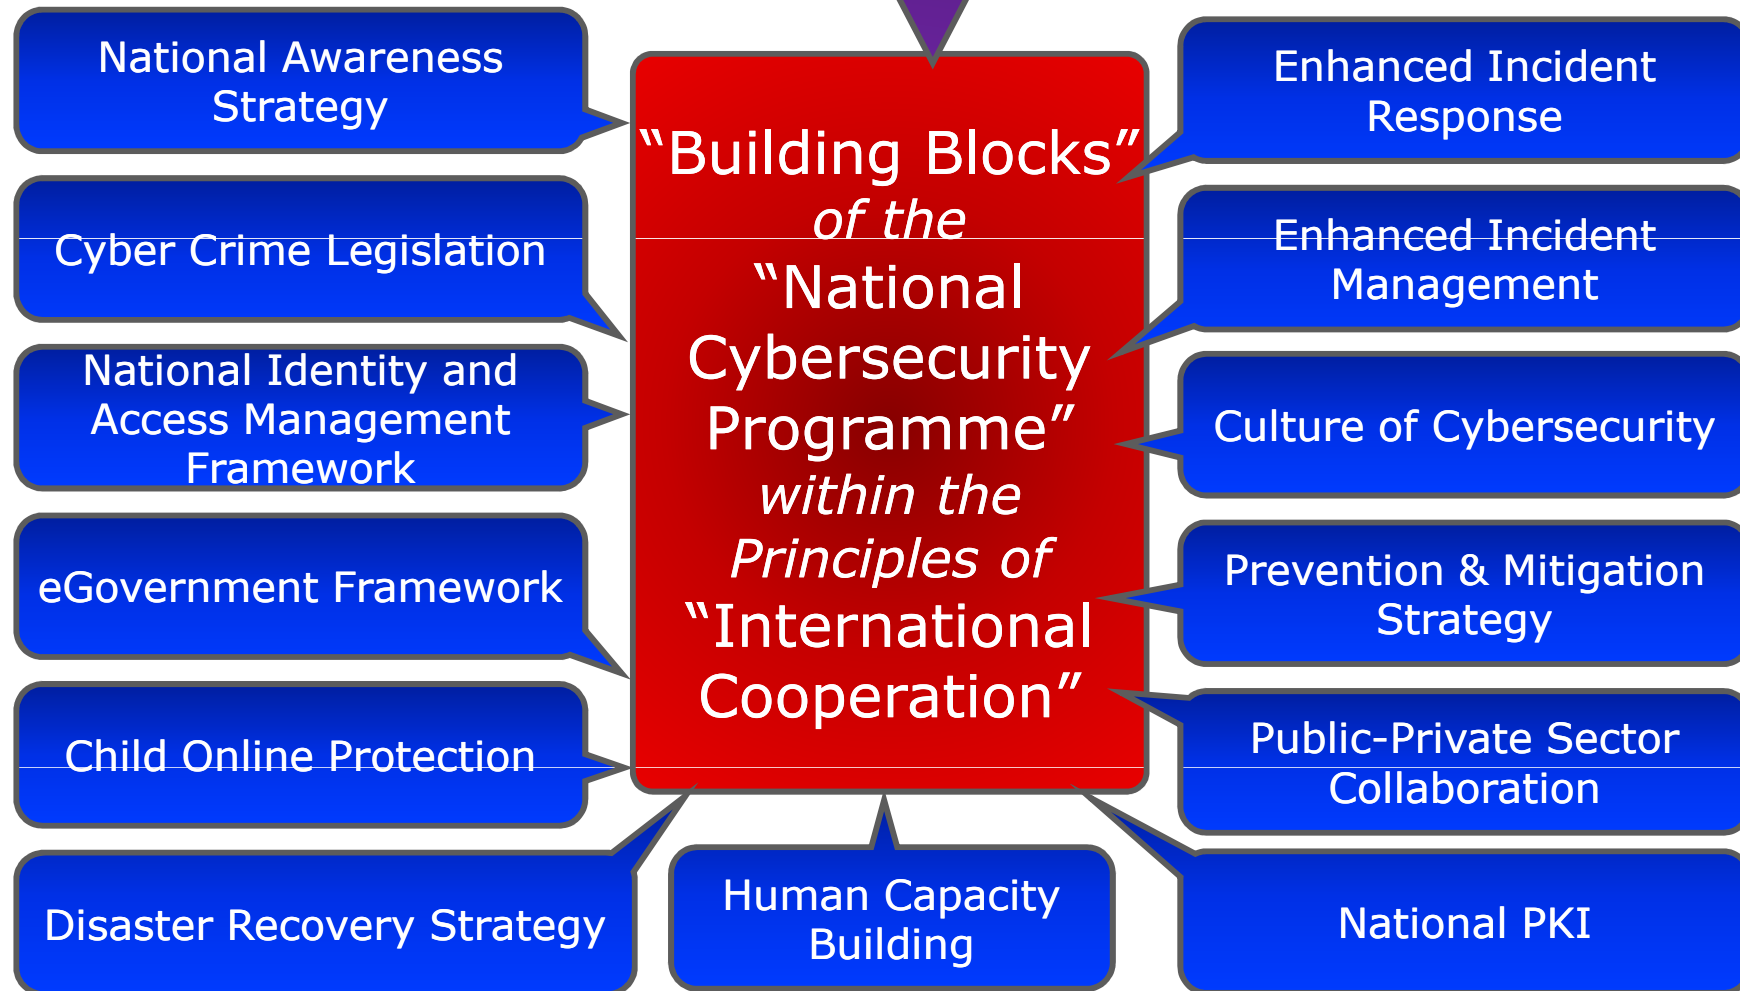 National Awareness
Strategy
Cyber Crime Legislation
National Identity and
Access Management
Framework
eGovernment Framework
Child Online Protection
Disaster Recovery Strategy
“Building Blocks”
of the
“National
Cybersecurity
Programme”
within the
Principles of
“International
Cooperation”
Human Capacity
Building
Enhanced Incident
Response
Enhanced Incident
Management
Culture of Cybersecurity
Prevention & Mitigation
Strategy
Public-Private Sector
Collaboration
National PKI